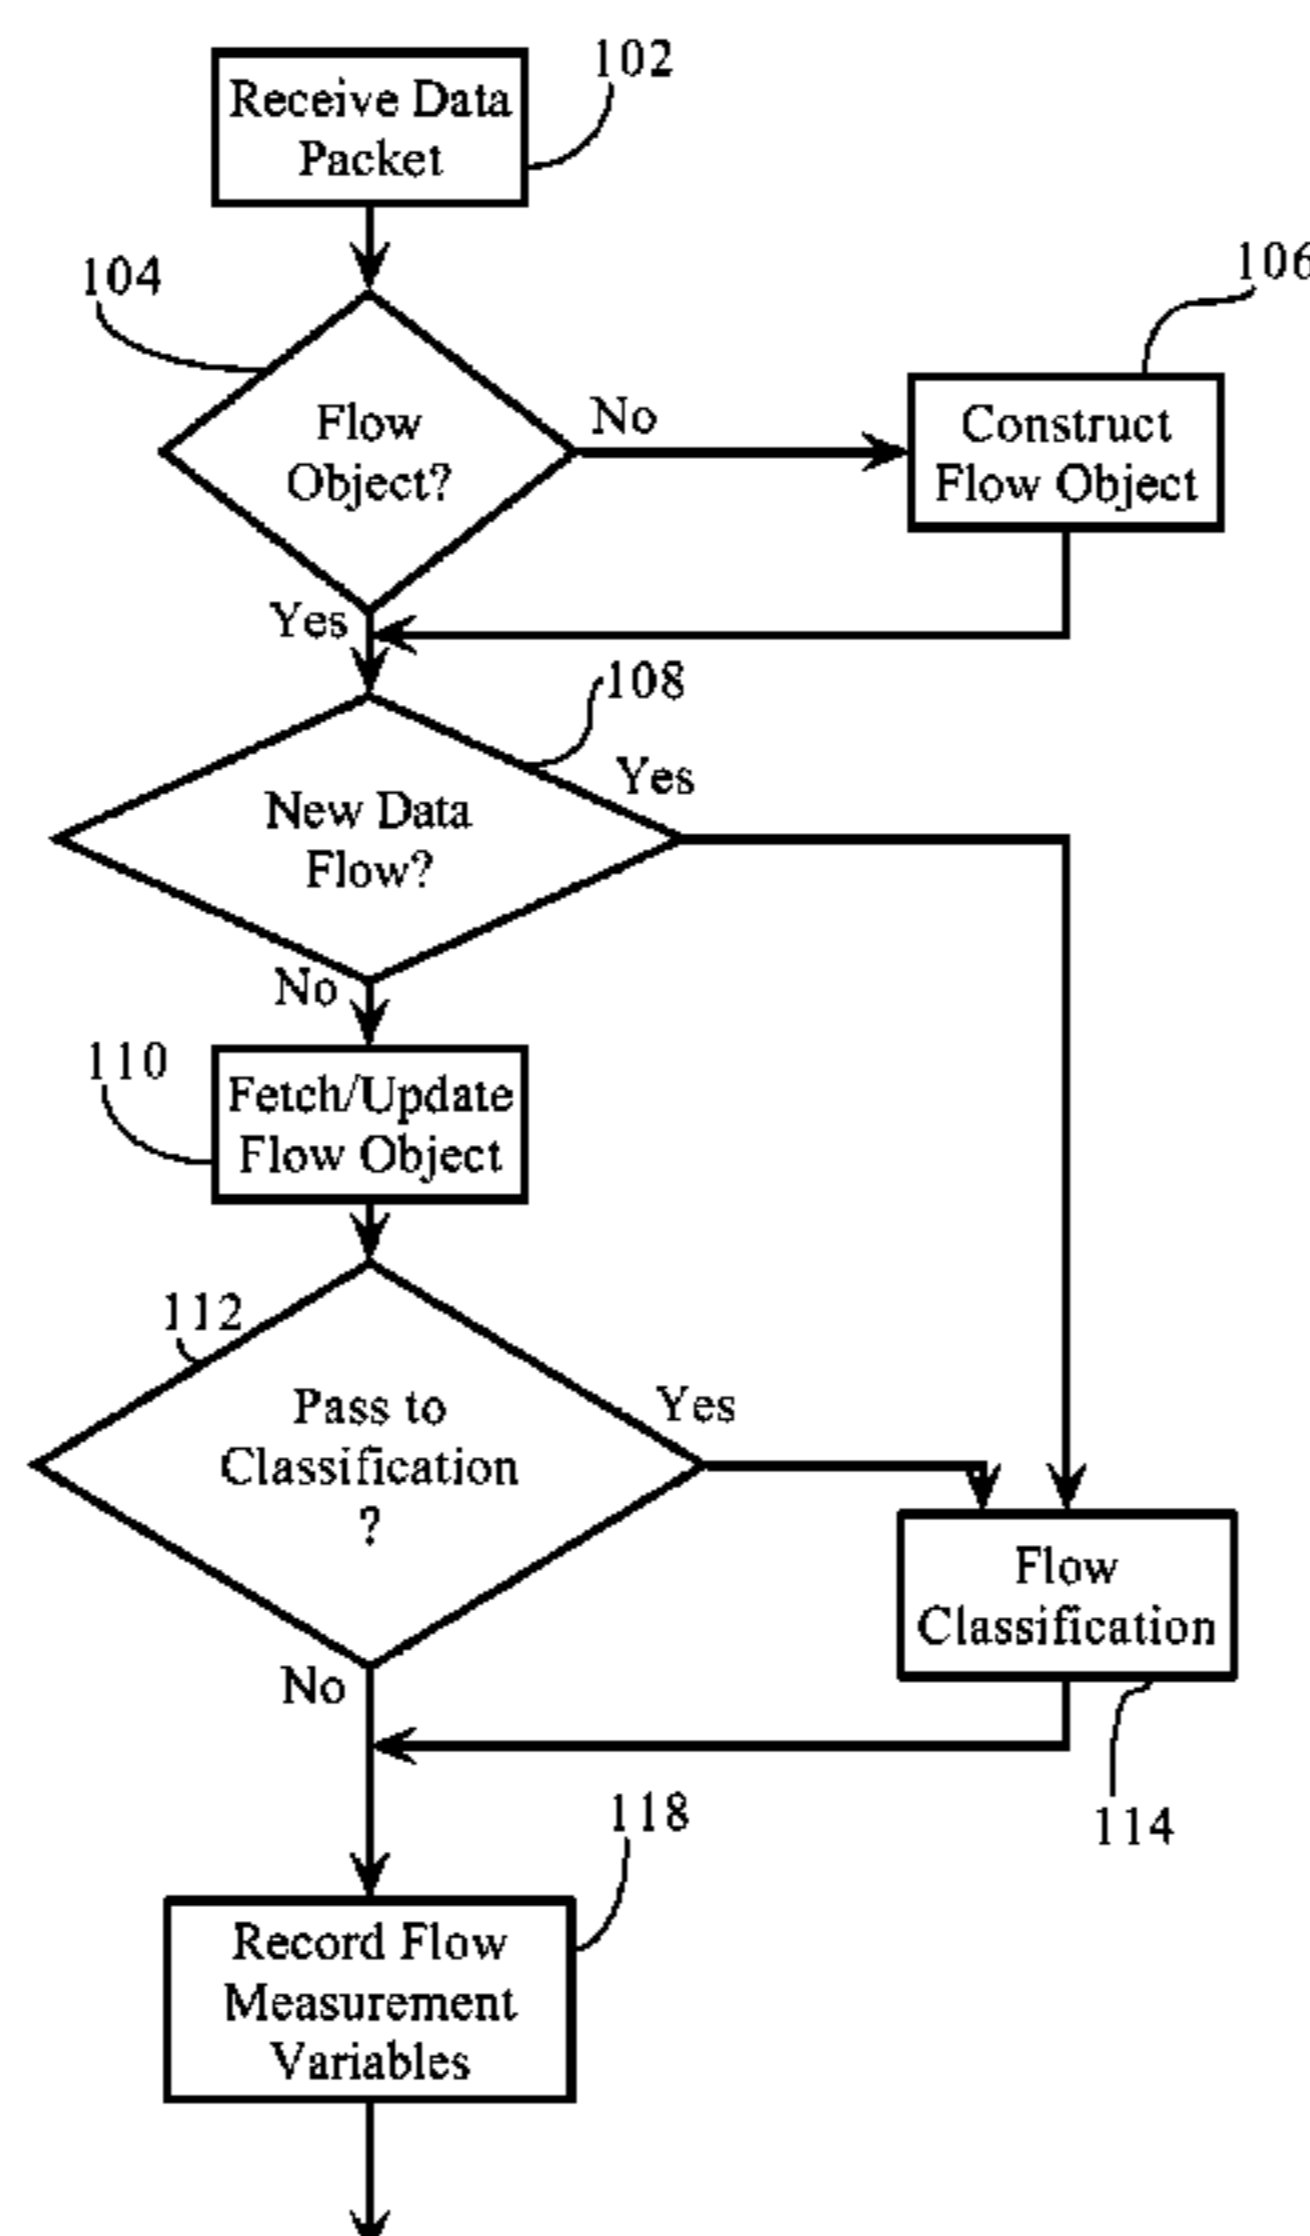 102
Receive Data
Packet
104
106
Flow
Object?
No
Construct
Flow Object
Yes
108
Yes
New Data
Flow?
No
110
Fetch/Update
Flow Object
112
Pass to
Classification
?
Yes
Flow
Classification
No
118
114
Record Flow
Measurement
Variables